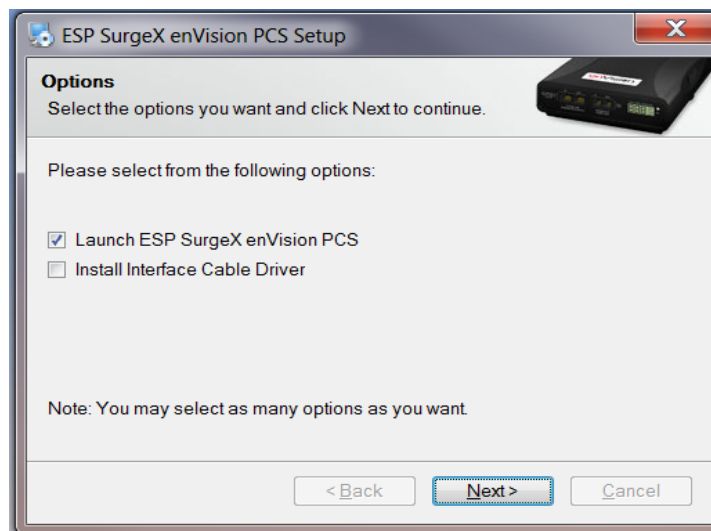 ESP SurgeX enVision PCS Setup
Options
Select the options you want and click Next to continue.
Please select from the following options:
Launch ESP SurgeX enVision PCS
Install Interface Cable Driver
Note: You may select as many options as you want.
< Back
Next >
Cancel